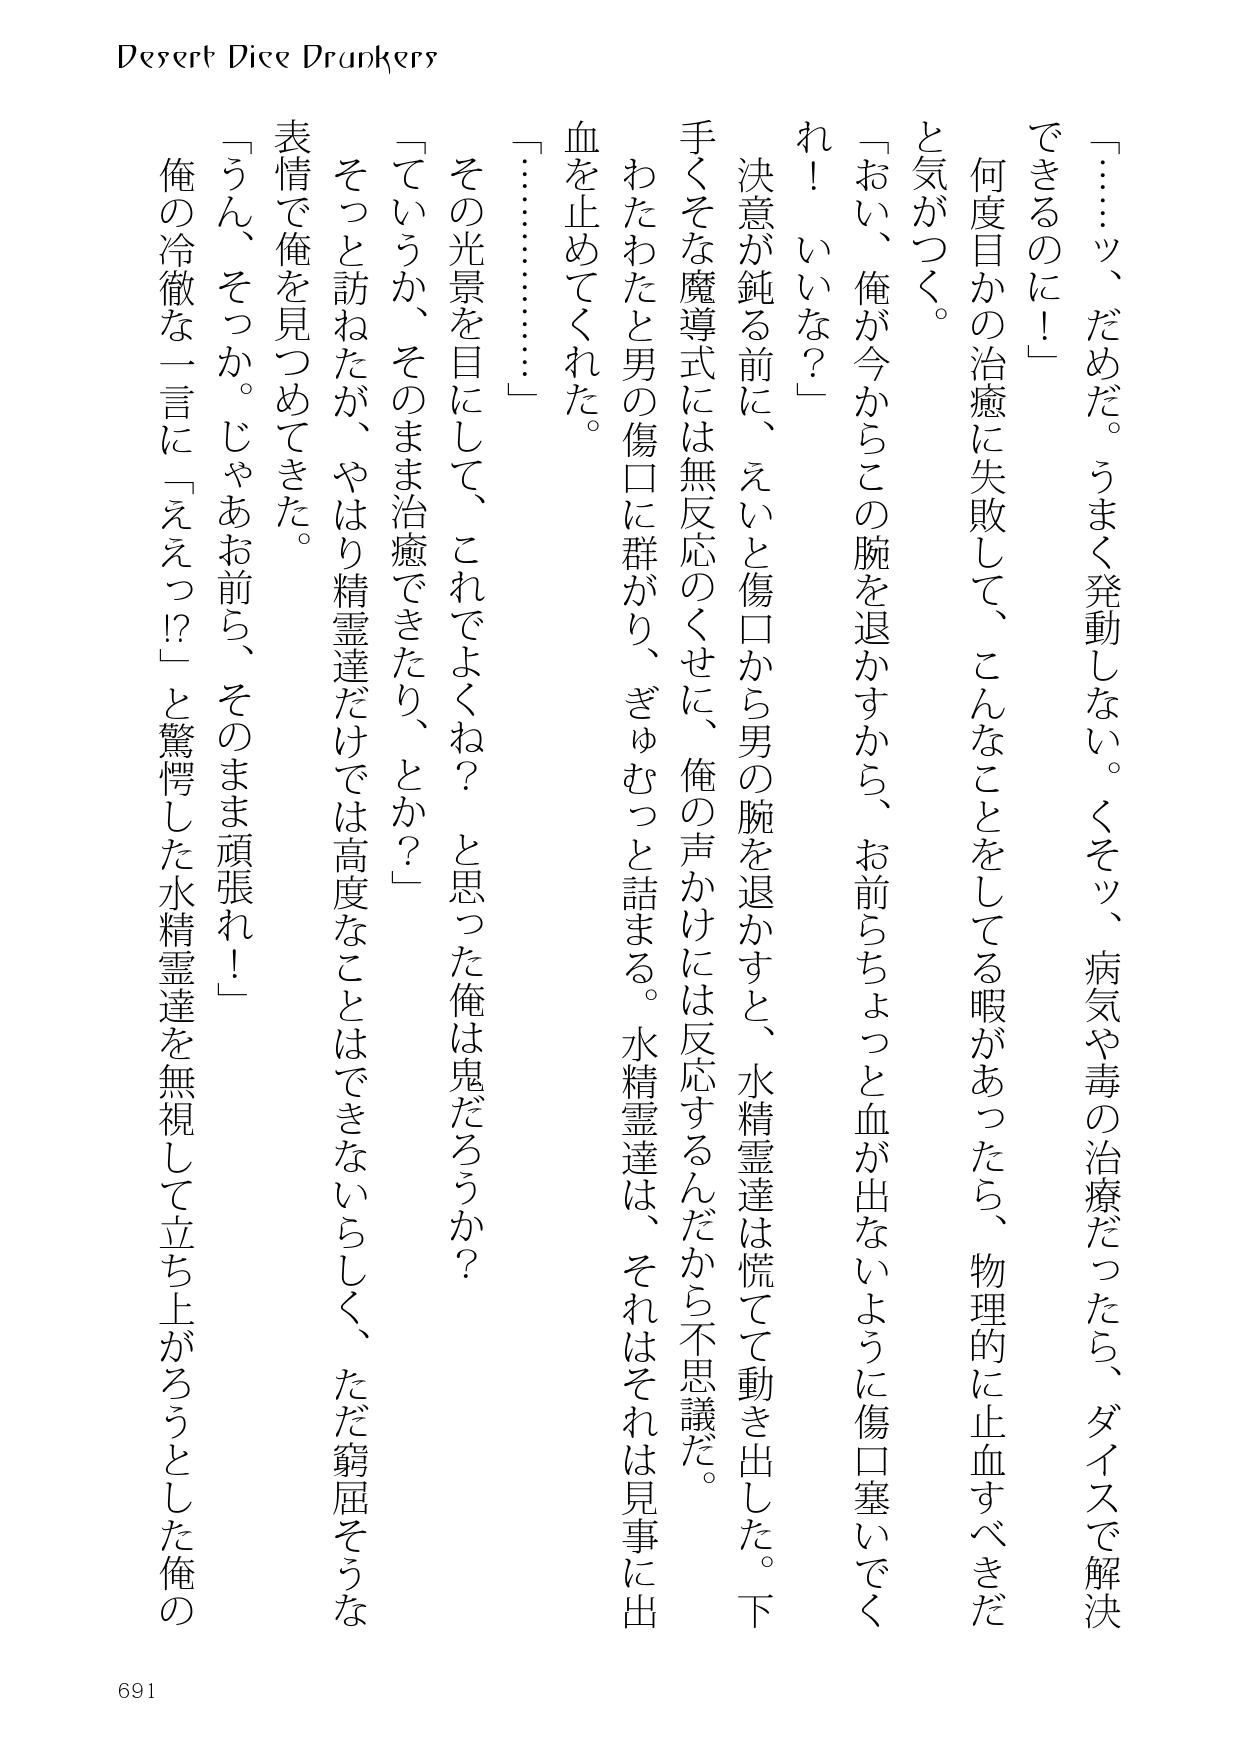 Desert Dice Drunkers
「……ッ、だめだ。うまく発動しない。くそッ、病気や毒の治療だったら、ダイスで解決
できるのに！」
　何度目かの治癒に失敗して、こんなことをしてる暇があったら、物理的に止血すべきだ
と気がつく。
「おい、俺が今からこの腕を退かすから、お前らちょっと血が出ないように傷口塞いでく
れ！　いいな？」
　決意が鈍る前に、えいと傷口から男の腕を退かすと、水精霊達は慌てて動き出した。下
手くそな魔導式には無反応のくせに、俺の声かけには反応するんだから不思議だ。
　わたわたと男の傷口に群がり、ぎゅむっと詰まる。水精霊達は、それはそれは見事に出
血を止めてくれた。
「……………」
　その光景を目にして、これでよくね？　と思った俺は鬼だろうか？
「ていうか、そのまま治癒できたり、とか？」
　そっと訪ねたが、やはり精霊達だけでは高度なことはできないらしく、ただ窮屈そうな
表情で俺を見つめてきた。
「うん、そっか。じゃあお前ら、そのまま頑張れ！」
　俺の冷徹な一言に「ええっ!?」と驚愕した水精霊達を無視して立ち上がろうとした俺の
691